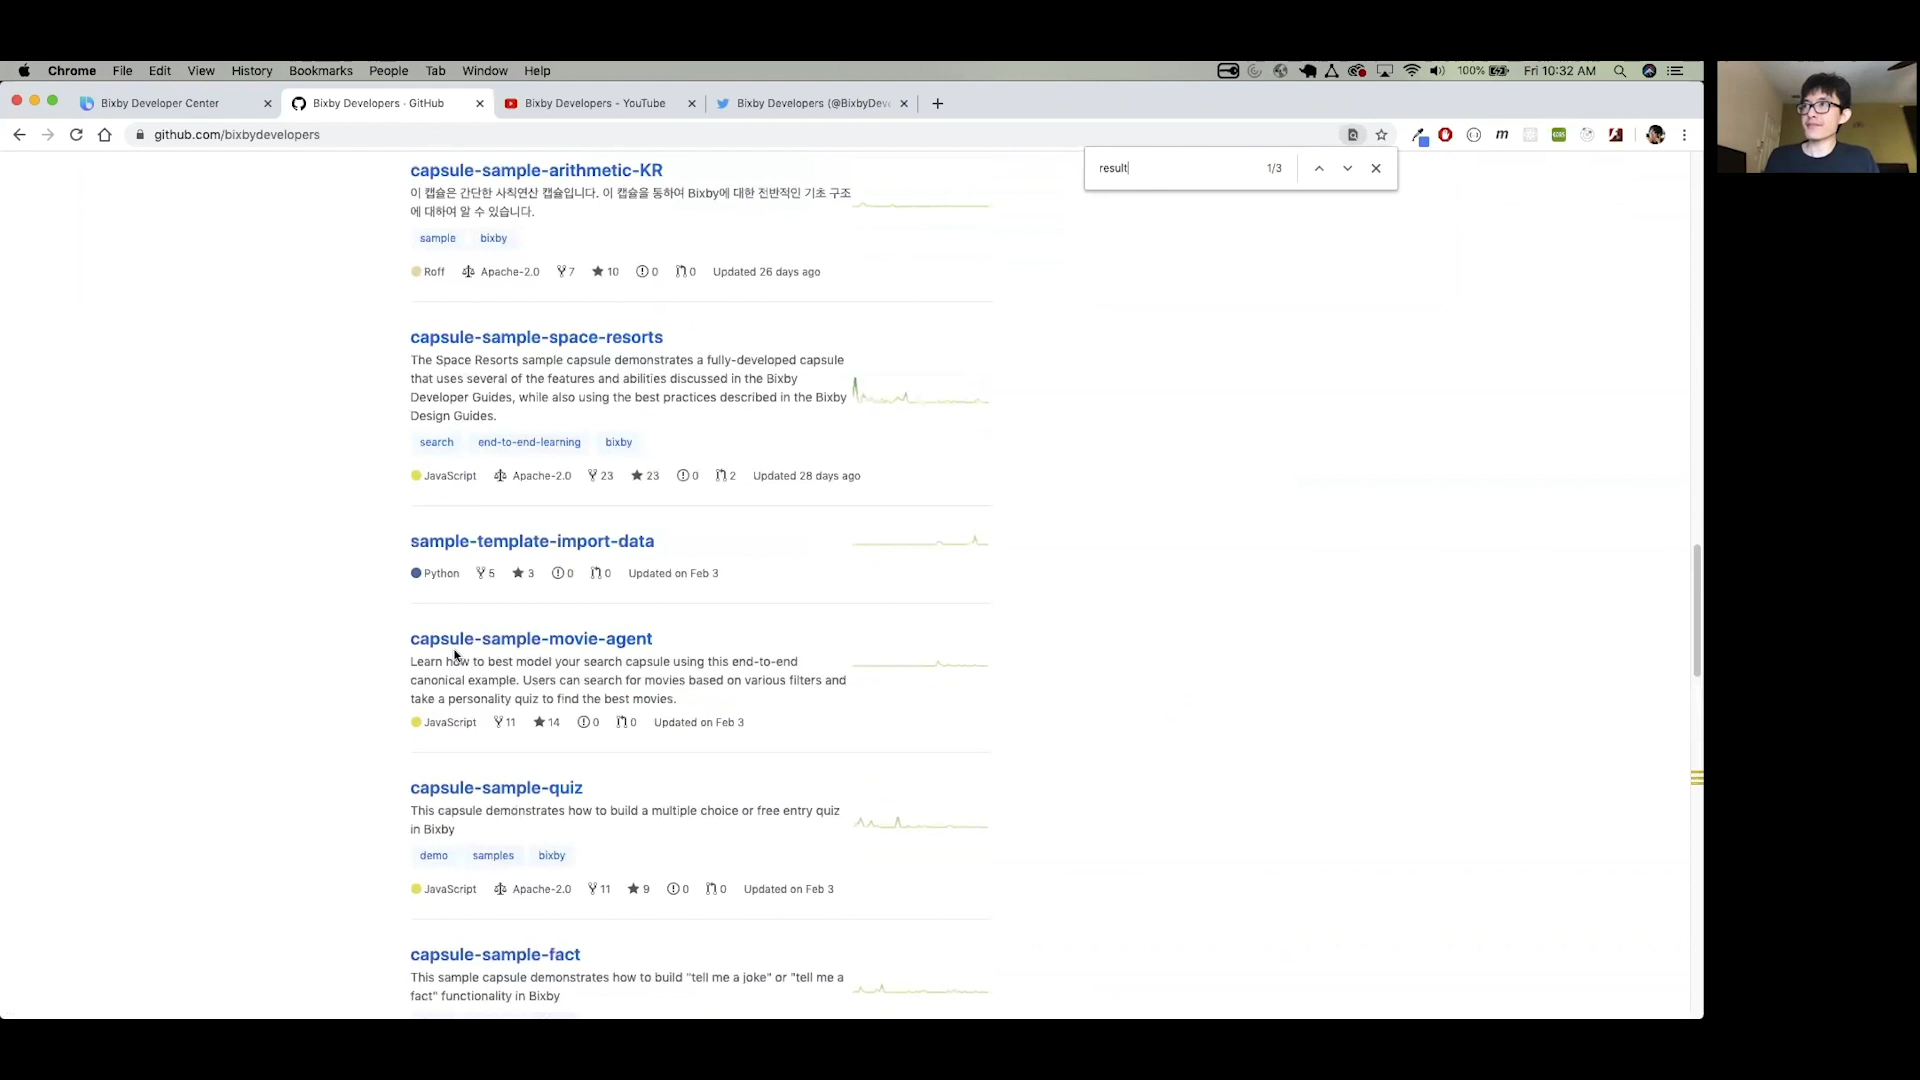 Chrome File Edit View History Bookmarks People Tab Window Help 100% Fri 10:32 AM
Bixby Developer Center Bixby Developers · GitHub Bixby Developers - YouTube Bixby Developers (@BixbyDev
github.com/bixbydevelopers
result 1/3
capsule-sample-arithmetic-KR
이 캡슐은 간단한 사칙연산 캡슐입니다. 이 캡슐을 통하여 Bixby에 대한 전반적인 기초 구조
에 대하여 알 수 있습니다.
sample bixby
Roff Apache-2.0 7 10 0 0 Updated 26 days ago
capsule-sample-space-resorts
The Space Resorts sample capsule demonstrates a fully-developed capsule
that uses several of the features and abilities discussed in the Bixby
Developer Guides, while also using the best practices described in the Bixby
Design Guides.
search end-to-end-learning bixby
JavaScript Apache-2.0 23 23 0 2 Updated 28 days ago
sample-template-import-data
Python 5 3 0 0 Updated on Feb 3
capsule-sample-movie-agent
Learn how to best model your search capsule using this end-to-end
canonical example. Users can search for movies based on various filters and
take a personality quiz to find the best movies.
JavaScript 11 14 0 0 Updated on Feb 3
capsule-sample-quiz
This capsule demonstrates how to build a multiple choice or free entry quiz
in Bixby
demo samples bixby
JavaScript Apache-2.0 11 9 0 0 Updated on Feb 3
capsule-sample-fact
This sample capsule demonstrates how to build "tell me a joke" or "tell me a
fact" functionality in Bixby